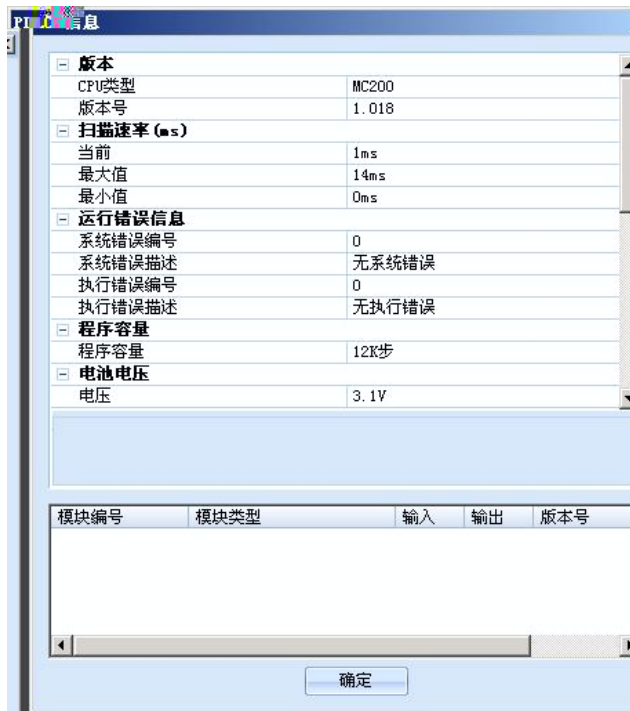 PLC信息
版本
CPU类型 MC200
版本号 1.018
扫描速率(ms)
当前 1ms
最大值 14ms
最小值 0ms
运行错误信息
系统错误编号 0
系统错误描述 无系统错误
执行错误编号 0
执行错误描述 无执行错误
程序容量
程序容量 12K步
电池电压
电压 3.1V
模块编号 模块类型 输入 输出 版本号
确定